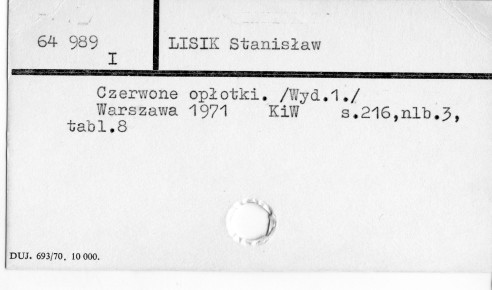 64 989
I
LISIK Stanisław
Czerwone opłotki. /Wyd.1./
Warszawa 1971 KiW s.216,nlb.3,
tabl.8
DUJ. 693/70. 10 000.